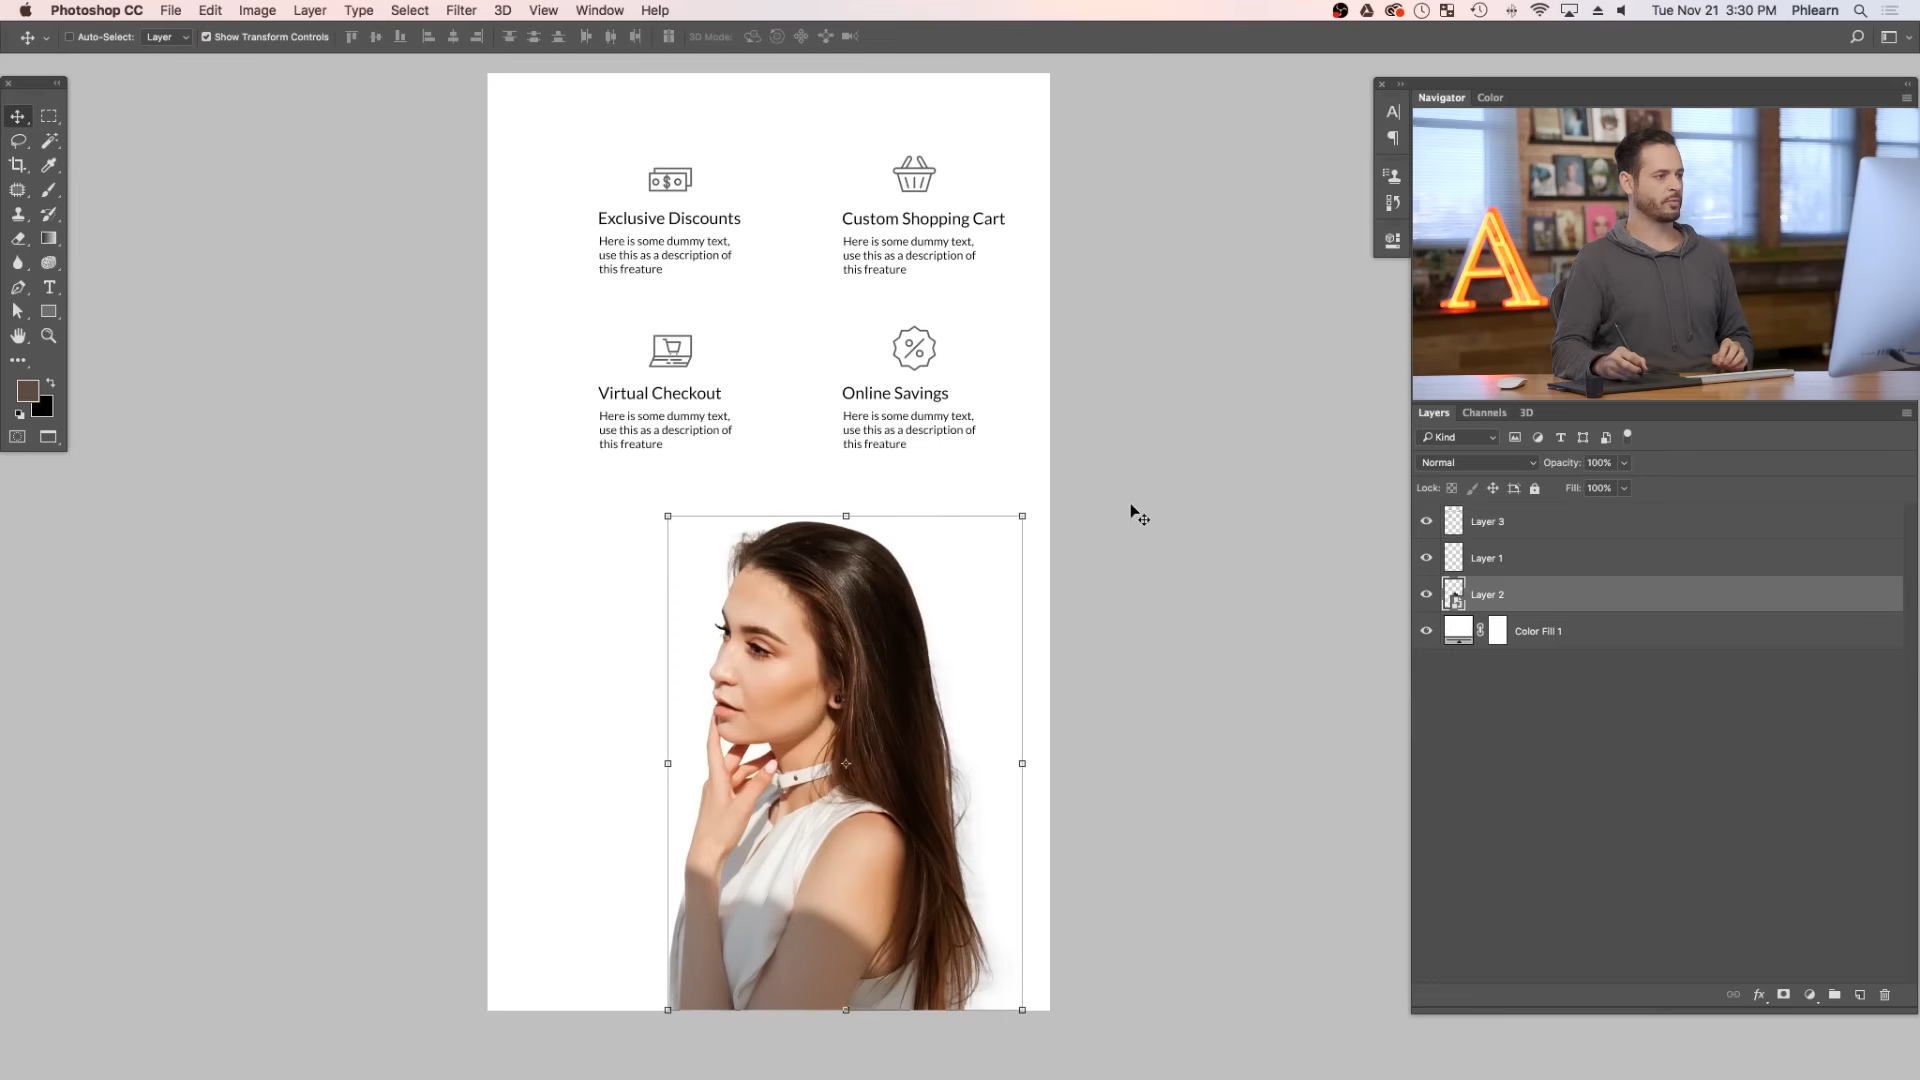 Photoshop CC File Edit Image Layer Type Select Filter 3D View Window Help
Tue Nov 21 3:30 PM Phlearn
Auto-Select: Layer Show Transform Controls 3D Mode:
Navigator Color
Exclusive Discounts
Here is some dummy text,
use this as a description of
this freature
Custom Shopping Cart
Here is some dummy text,
use this as a description of
this freature
Virtual Checkout
Here is some dummy text,
use this as a description of
this freature
Online Savings
Here is some dummy text,
use this as a description of
this freature
A
Layers Channels 3D
Kind
Normal Opacity: 100%
Lock: Fill: 100%
Layer 3
Layer 1
Layer 2
Color Fill 1
fx